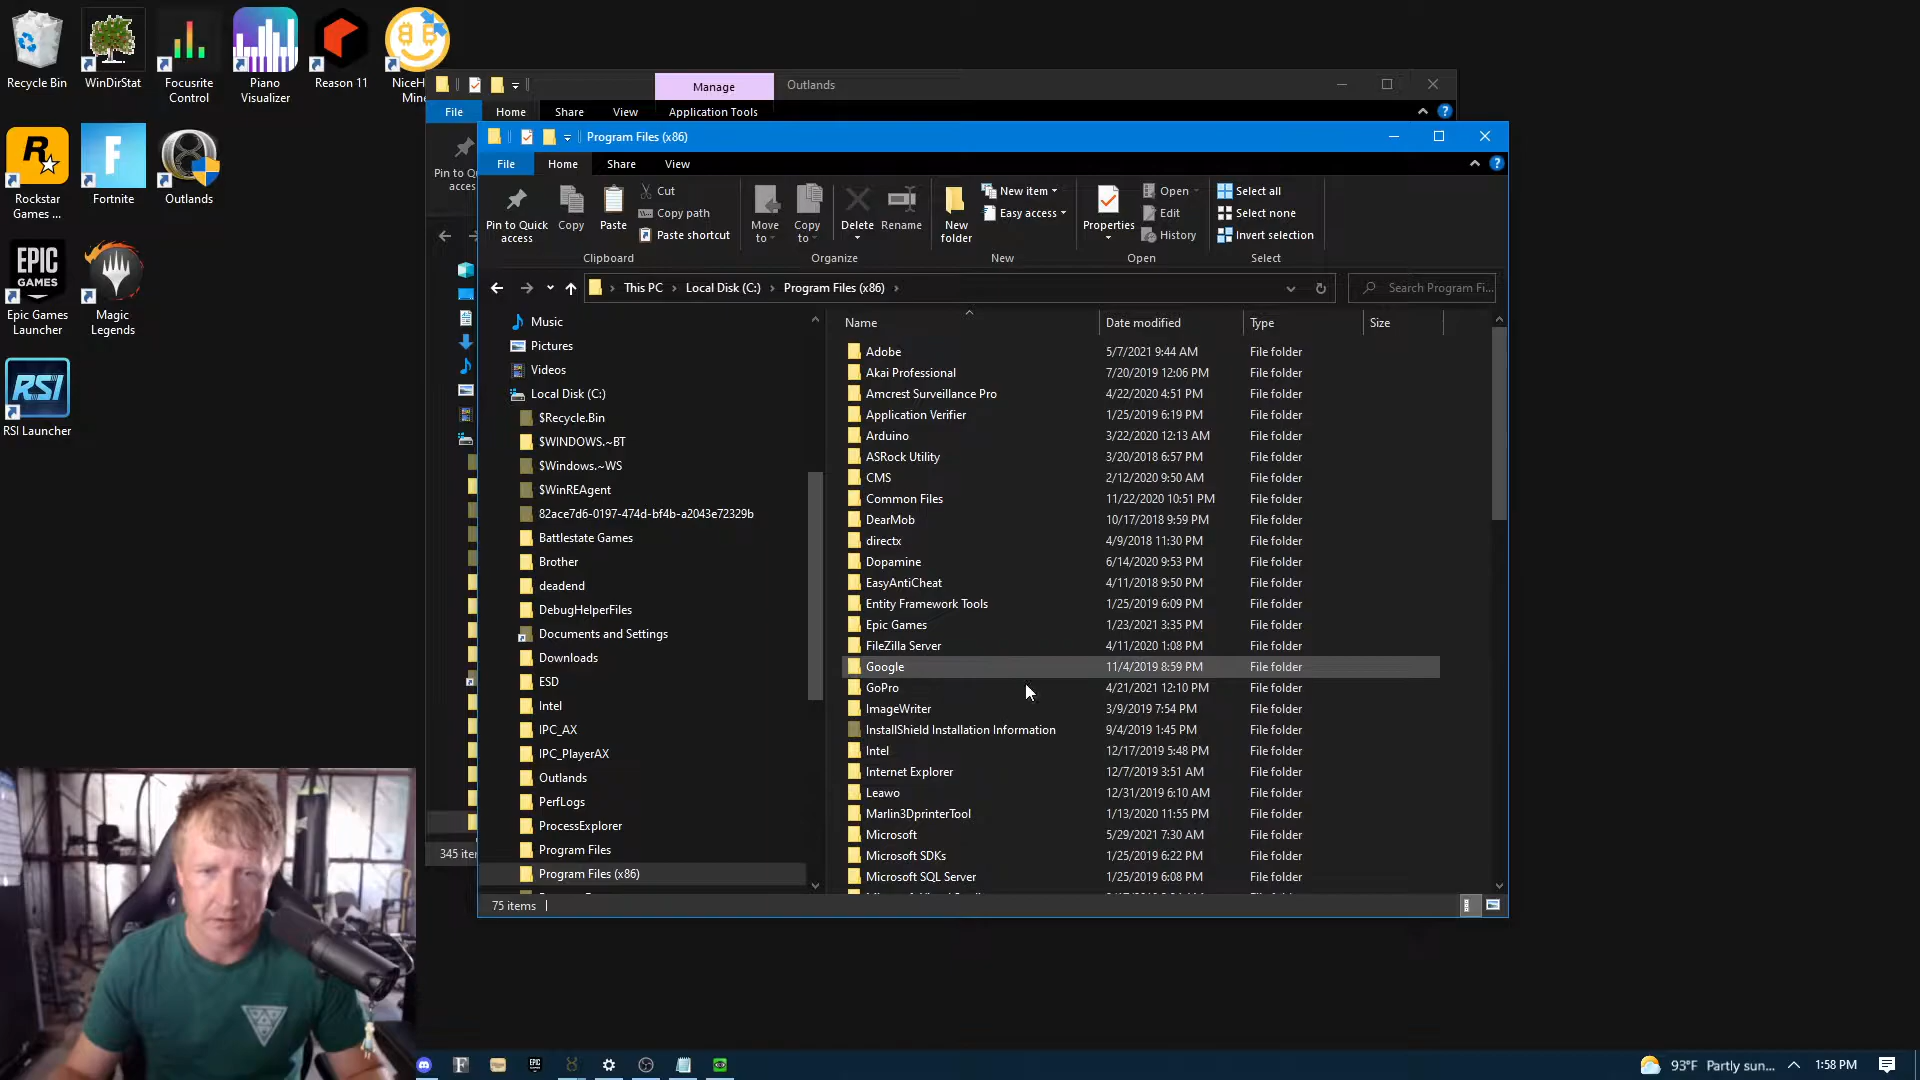 Recycle Bin
WinDirStat
Focusrite
Control
Piano
Visualizer
Reason 11
NiceH
Mine
Rockstar
Games ...
Fortnite
Outlands
EPIC
GAMES
Epic Games
Launcher
Magic
Legends
RSI
RSI Launcher
Manage
Outlands
File
Home
Share
View
Application Tools
Pin to Qu
acces
345 iter
Program Files (x86)
File
Home
Share
View
Pin to Quick
access
Copy
Paste
Cut
Copy path
Paste shortcut
Clipboard
Move
to
Copy
to
Delete
Rename
Organize
New
folder
New item
Easy access
New
Properties
Open
Edit
History
Open
Select all
Select none
Invert selection
Select
This PC
Local Disk (C:)
Program Files (x86)
Search Program Fi...
Music
Pictures
Videos
Local Disk (C:)
$Recycle.Bin
$WINDOWS.~BT
$Windows.~WS
$WinREAgent
82ace7d6-0197-474d-bf4b-a2043e72329b
Battlestate Games
Brother
deadend
DebugHelperFiles
Documents and Settings
Downloads
ESD
Intel
IPC_AX
IPC_PlayerAX
Outlands
PerfLogs
ProcessExplorer
Program Files
Program Files (x86)
Name Date modified Type Size
Adobe 5/7/2021 9:44 AM File folder
Akai Professional 7/20/2019 12:06 PM File folder
Amcrest Surveillance Pro 4/22/2020 4:51 PM File folder
Application Verifier 1/25/2019 6:19 PM File folder
Arduino 3/22/2020 12:13 AM File folder
ASRock Utility 3/20/2018 6:57 PM File folder
CMS 2/12/2020 9:50 AM File folder
Common Files 11/22/2020 10:51 PM File folder
DearMob 10/17/2018 9:59 PM File folder
directx 4/9/2018 11:30 PM File folder
Dopamine 6/14/2020 9:53 PM File folder
EasyAntiCheat 4/11/2018 9:50 PM File folder
Entity Framework Tools 1/25/2019 6:09 PM File folder
Epic Games 1/23/2021 3:35 PM File folder
FileZilla Server 4/11/2020 1:08 PM File folder
Google 11/4/2019 8:59 PM File folder
GoPro 4/21/2021 12:10 PM File folder
ImageWriter 3/9/2019 7:54 PM File folder
InstallShield Installation Information 9/4/2019 1:45 PM File folder
Intel 12/17/2019 5:48 PM File folder
Internet Explorer 12/7/2019 3:51 AM File folder
Leawo 12/31/2019 6:10 AM File folder
Marlin3DprinterTool 1/13/2020 11:55 PM File folder
Microsoft 5/29/2021 7:30 AM File folder
Microsoft SDKs 1/25/2019 6:22 PM File folder
Microsoft SQL Server 1/25/2019 6:08 PM File folder
75 items
93°F Partly sun... 1:58 PM